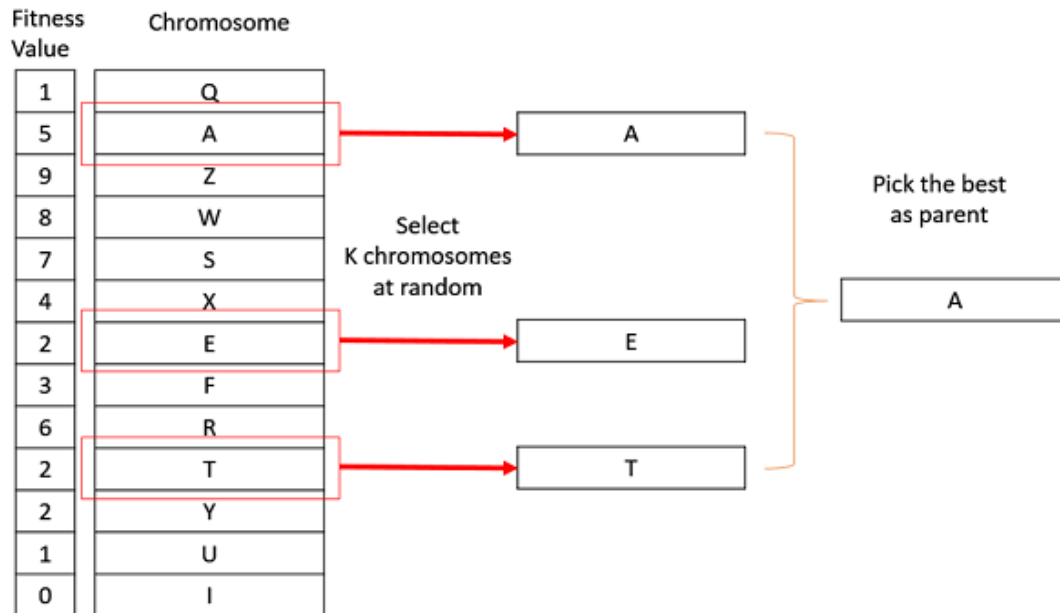 Fitness
Value
Chromosome
1 Q
5 A A
9 Z
8 W
7 S
4 X
2 E E
3 F
6 R
2 T T
2 Y
1 U
0 I
Select
K chromosomes
at random
Pick the best
as parent
A